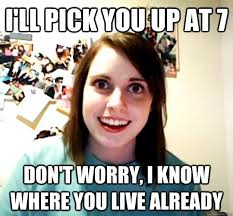 I'LL PICK YOU UP AT 7
DON'T WORRY, I KNOW
WHERE YOU LIVE ALREADY